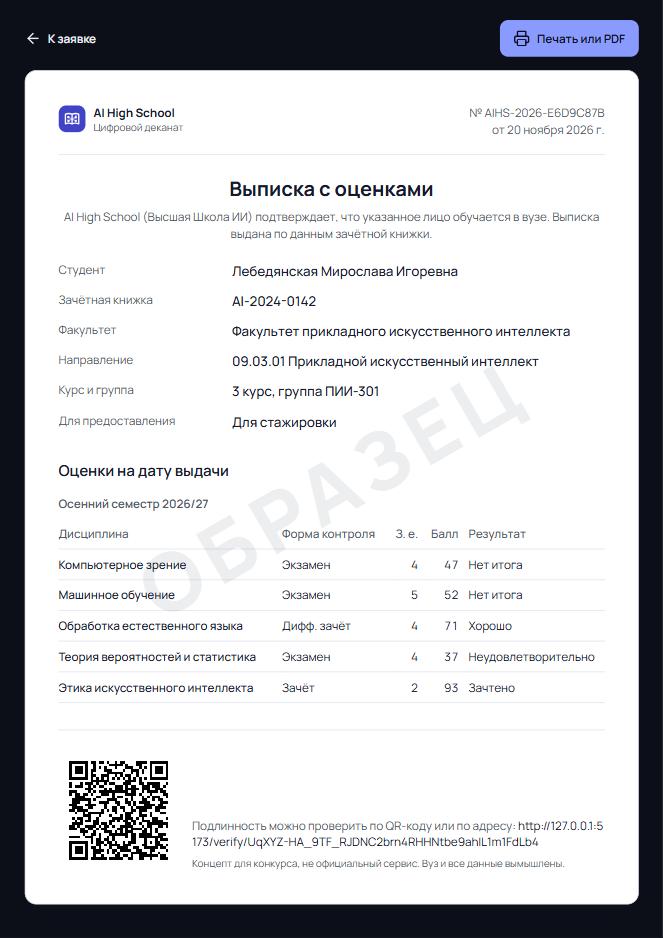 К заявке
Печать или PDF
AI High School
Цифровой деканат
№ AIHS-2026-E6D9C87B
от 20 ноября 2026 г.
Выписка с оценками
AI High School (Высшая Школа ИИ) подтверждает, что указанное лицо обучается в вузе. Выписка
выдана по данным зачётной книжки.
Студент Лебедянская Мирослава Игоревна
Зачётная книжка AI-2024-0142
Факультет Факультет прикладного искусственного интеллекта
Направление 09.03.01 Прикладной искусственный интеллект
Курс и группа 3 курс, группа ПИИ-301
Для предоставления Для стажировки
ОБРАЗЕЦ
Оценки на дату выдачи
Осенний семестр 2026/27
Дисциплина Форма контроля З. е. Балл Результат
Компьютерное зрение Экзамен 4 47 Нет итога
Машинное обучение Экзамен 5 52 Нет итога
Обработка естественного языка Дифф. зачёт 4 71 Хорошо
Теория вероятностей и статистика Экзамен 4 37 Неудовлетворительно
Этика искусственного интеллекта Зачёт 2 93 Зачтено
Подлинность можно проверить по QR-коду или по адресу: http://127.0.0.1:5
173/verify/UqXYZ-HA_9TF_RJDNC2brn4RHHNtbe9ahlL1m1FdLb4
Концепт для конкурса, не официальный сервис. Вуз и все данные вымышлены.